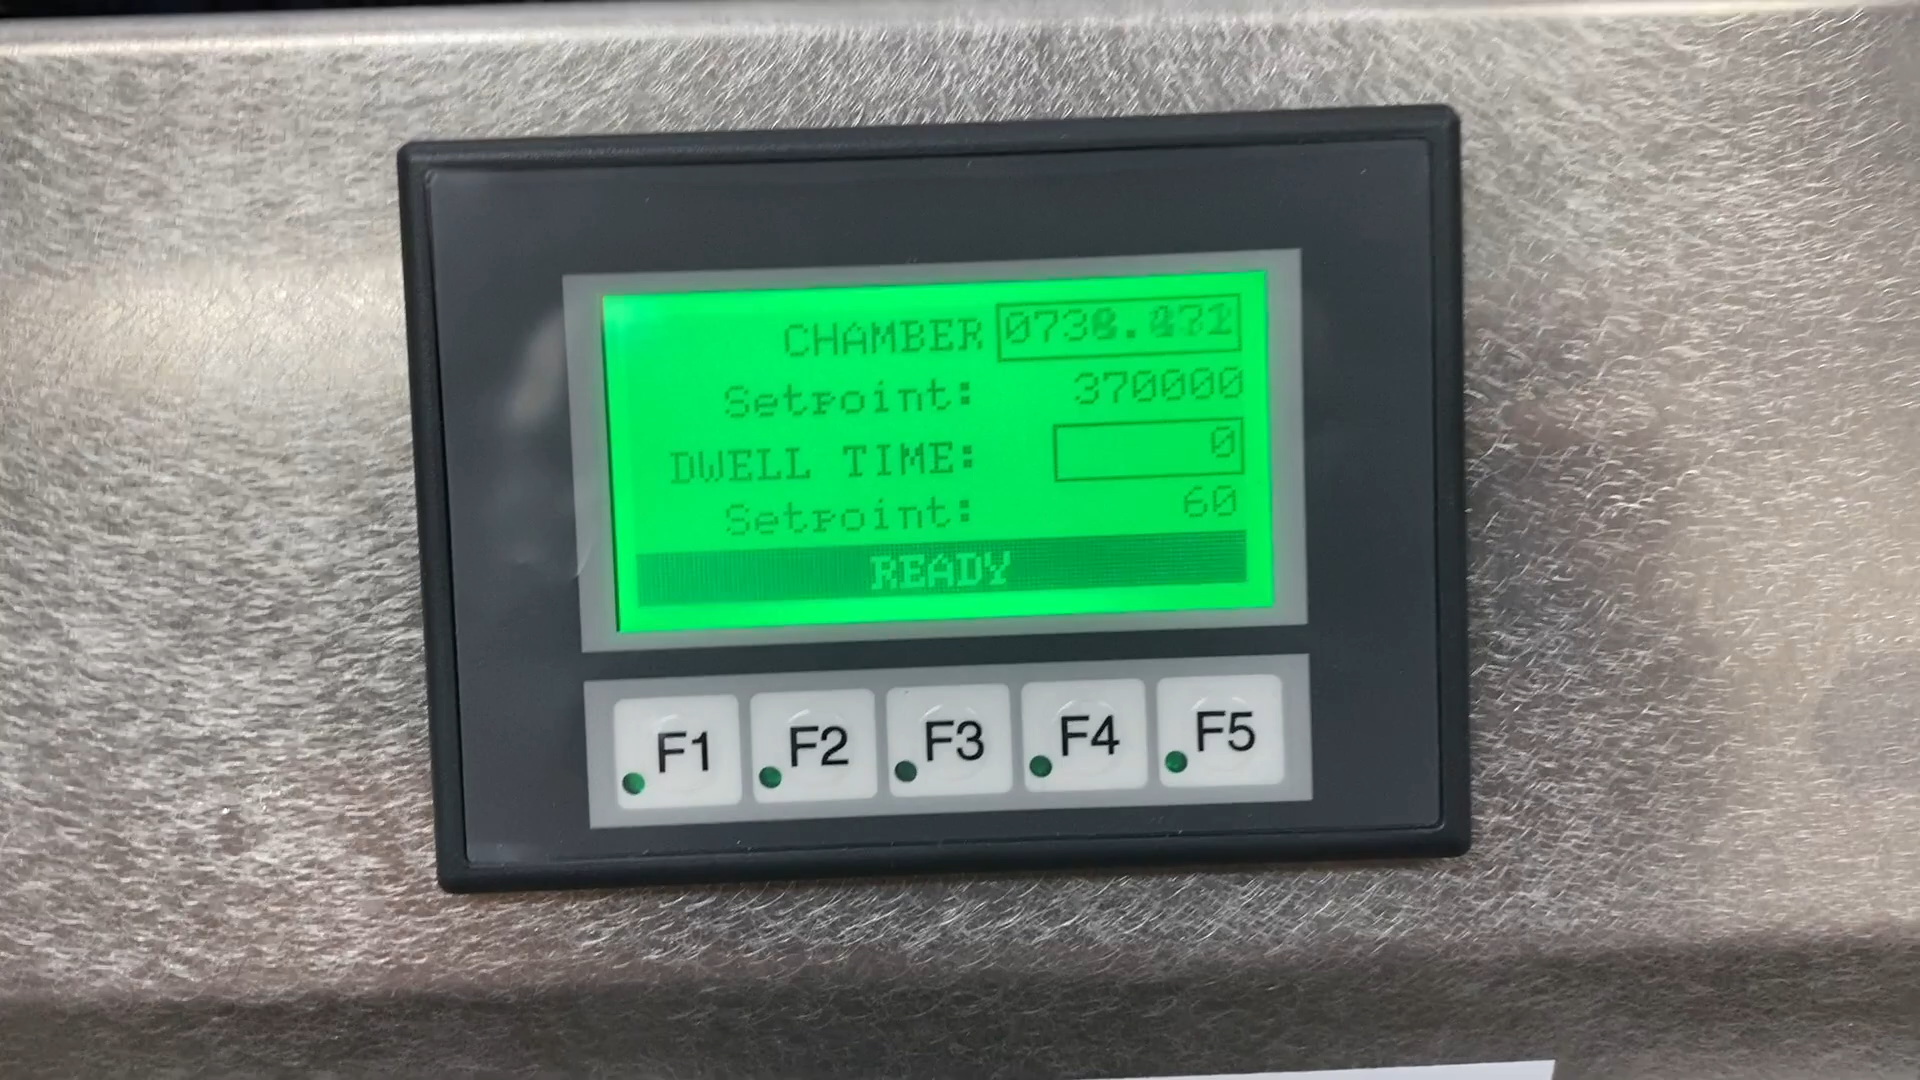 CHAMBER
Setpoint: 370000
DWELL TIME: 0
Setpoint: 60
READY
F1 F2 F3 F4 F5